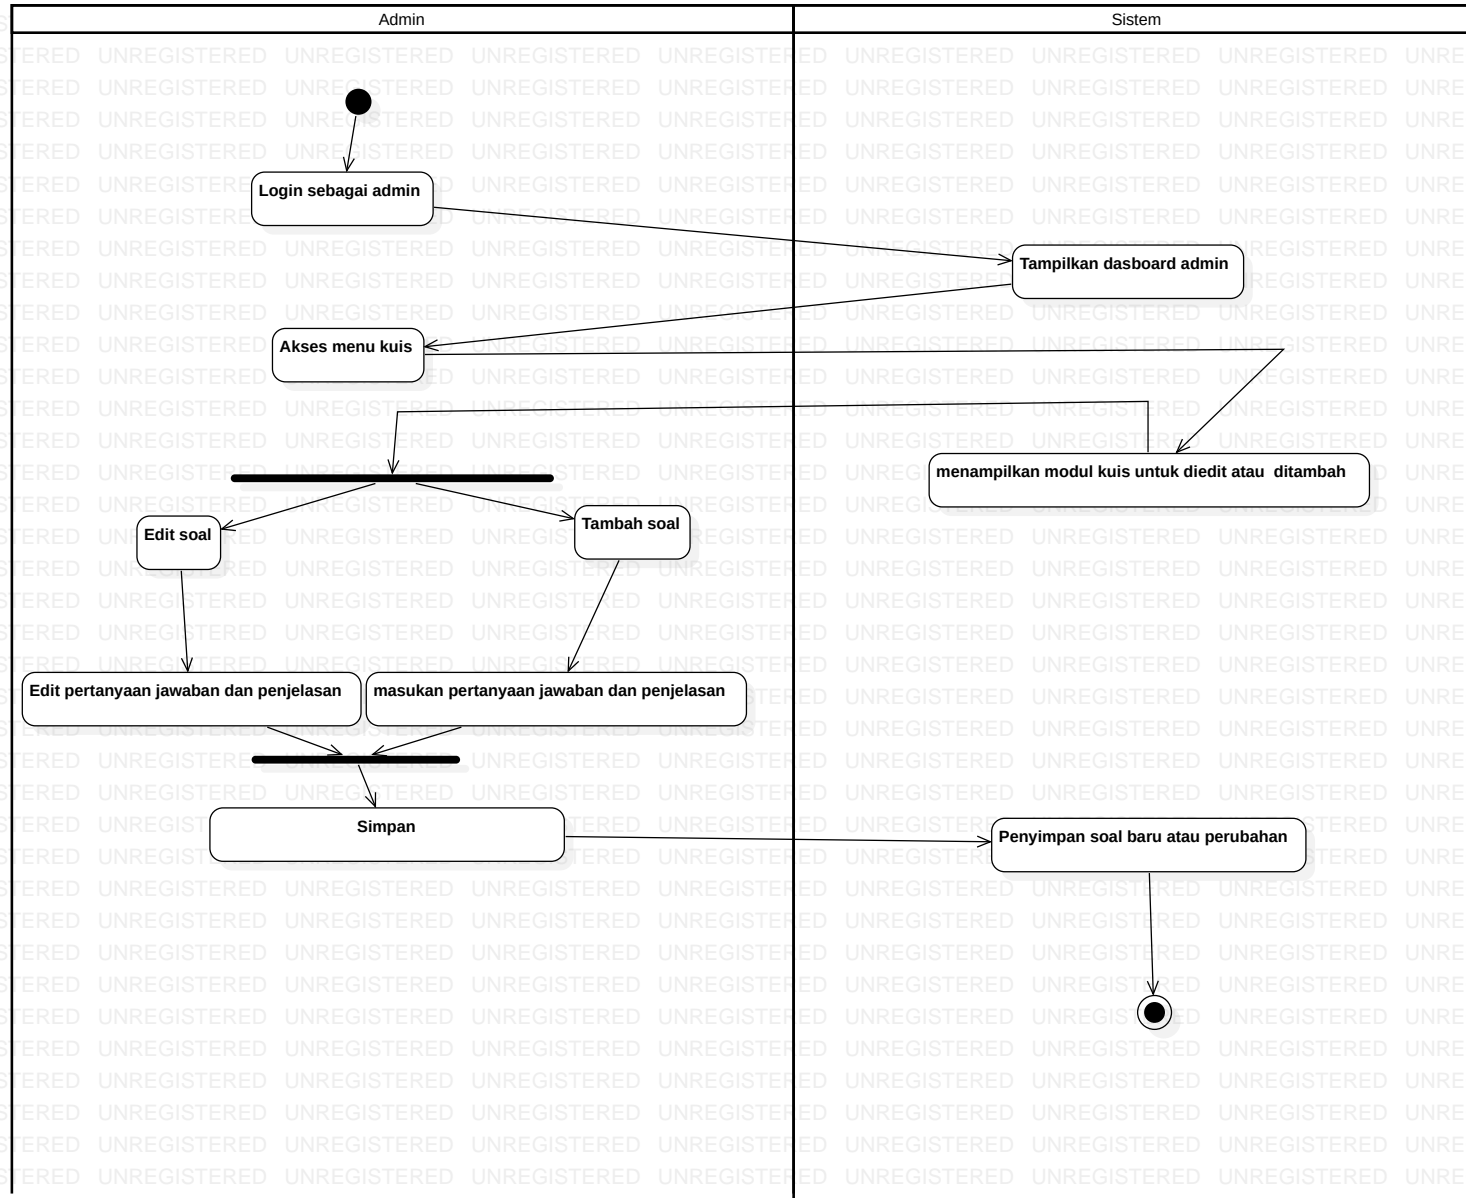 Admin
Sistem
Login sebagai admin
Tampilkan dasboard admin
Akses menu kuis
menampilkan modul kuis untuk diedit atau  ditambah
Edit soal
Tambah soal
Edit pertanyaan jawaban dan penjelasan
masukan pertanyaan jawaban dan penjelasan
Simpan
Penyimpan soal baru atau perubahan
UNREGISTERED